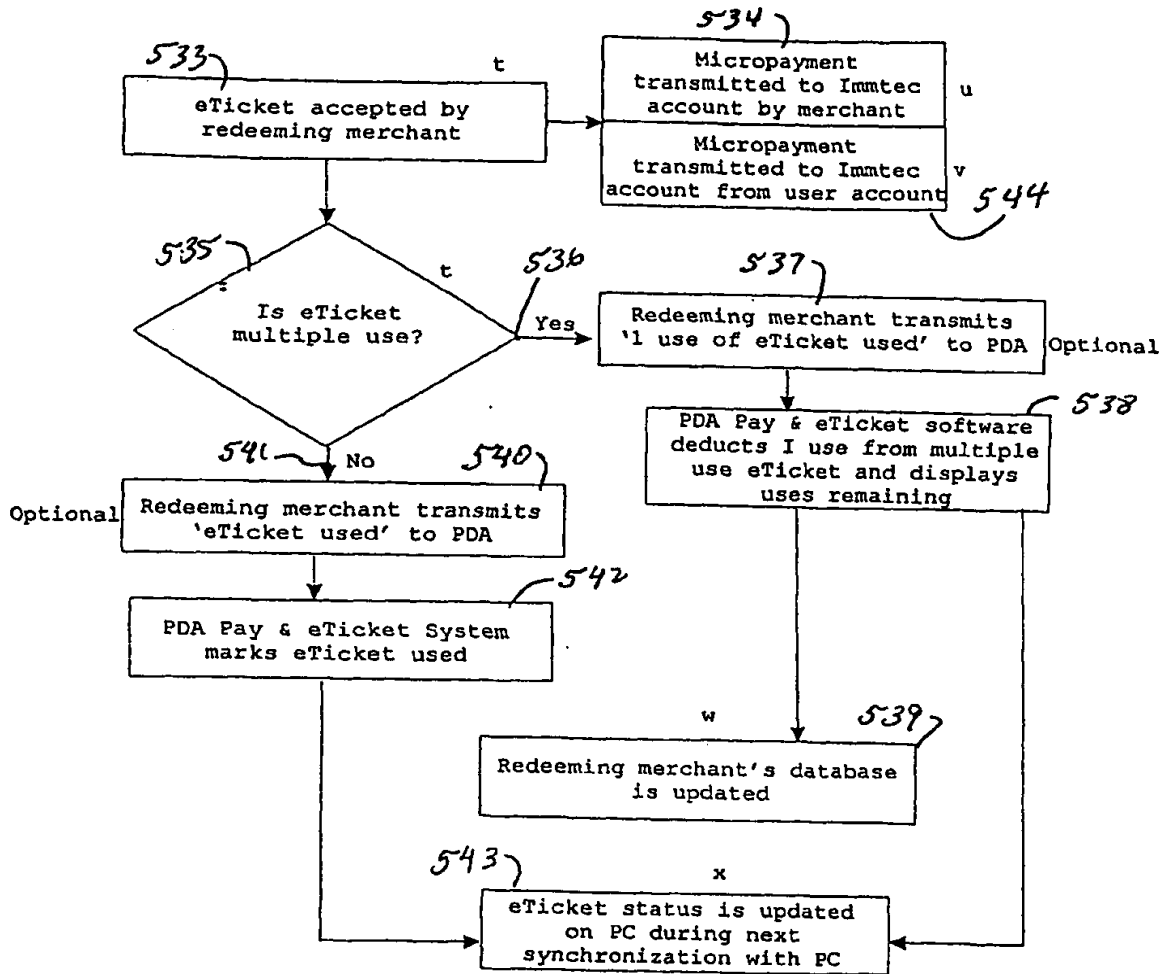 533
t
eTicket accepted by
redeeming merchant
534
Micropayment
transmitted to Immtec
account by merchant
u
Micropayment
transmitted to Immtec
account from user account
v
544
535
t
Is eTicket
multiple use?
536
Yes
537
Redeeming merchant transmits
'1 use of eTicket used' to PDA
Optional
538
PDA Pay & eTicket software
deducts I use from multiple
use eTicket and displays
uses remaining
541
No
540
Optional
Redeeming merchant transmits
'eTicket used' to PDA
542
PDA Pay & eTicket System
marks eTicket used
w
539
Redeeming merchant's database
is updated
543
x
eTicket status is updated
on PC during next
synchronization with PC